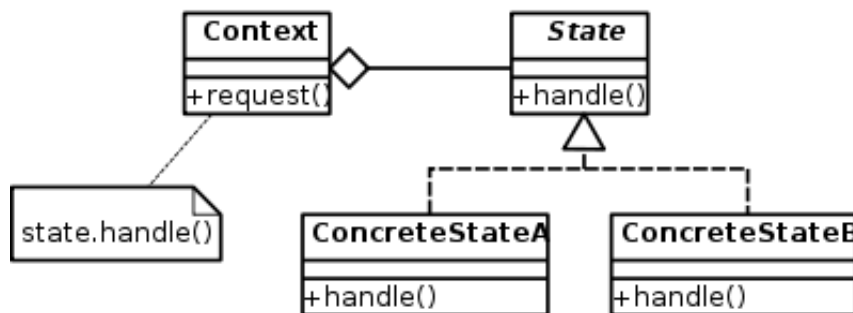 Context
+request()
State
+handle()
state.handle()
ConcreteStateA
+handle()
ConcreteStateB
+handle()